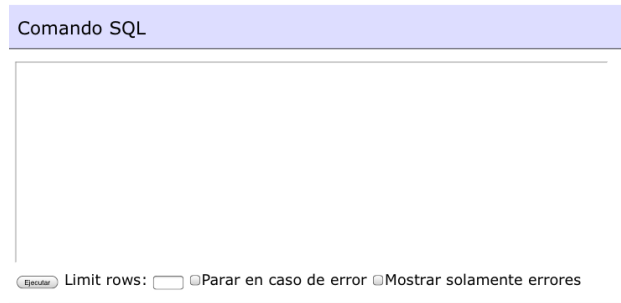 Comando SQL
Ejecutar Limit rows: Parar en caso de error Mostrar solamente errores